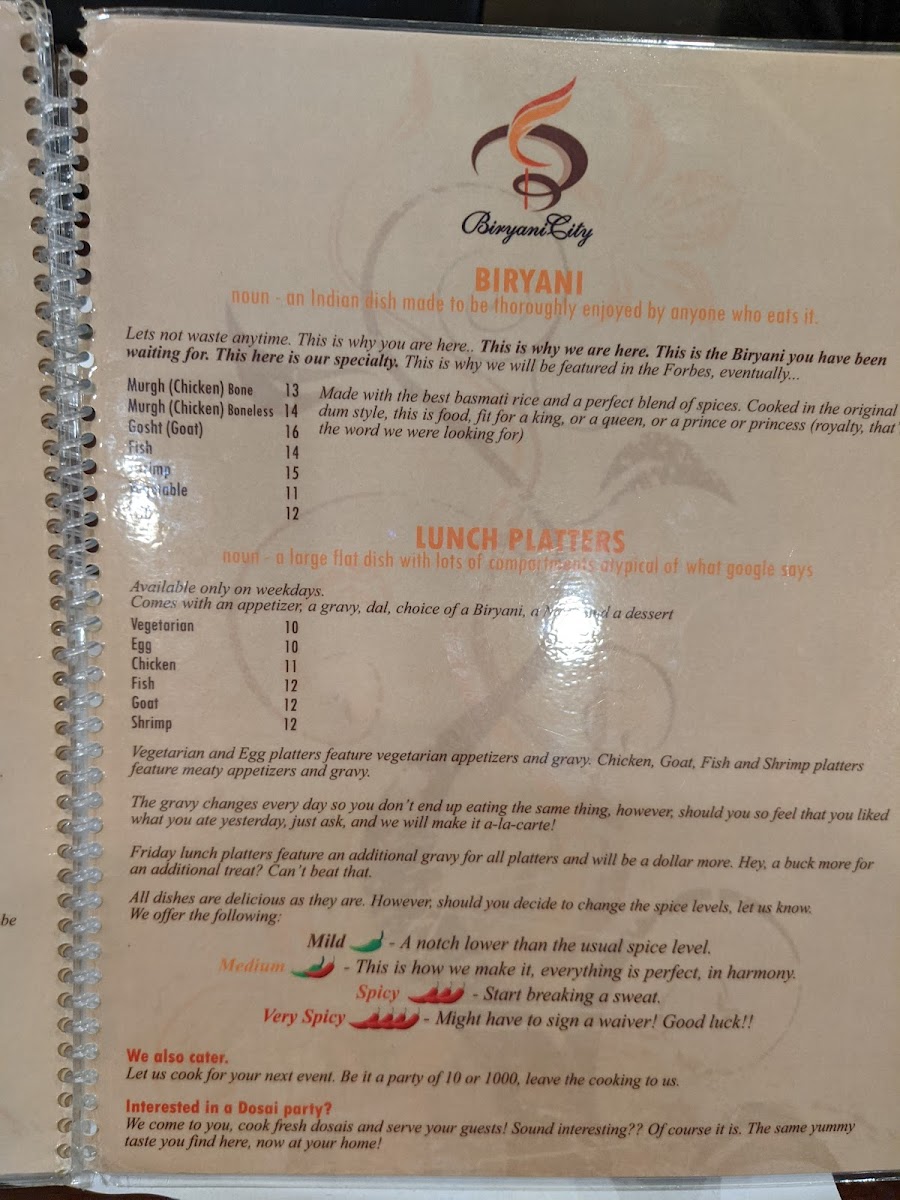 Biryani City
BIRYANI
noun - an Indian dish made to be thoroughly enjoyed by anyone who eats it.
Lets not waste anytime. This is why you are here.. This is why we are here. This is the Biryani you have been
waiting for. This here is our specialty. This is why we will be featured in the Forbes, eventually...
Murgh (Chicken) Bone 13
Murgh (Chicken) Boneless 14
Gosht (Goat) 16
Fish 14
Shrimp 15
Vegetable 11
12
Made with the best basmati rice and a perfect blend of spices. Cooked in the original
dum style, this is food, fit for a king, or a queen, or a prince or princess (royalty, that'
the word we were looking for)
LUNCH PLATTERS
noun - a large flat dish with lots of compartments atypical of what google says
Available only on weekdays.
Comes with an appetizer, a gravy, dal, choice of a Biryani, a and a dessert
Vegetarian 10
Egg 10
Chicken 11
Fish 12
Goat 12
Shrimp 12
Vegetarian and Egg platters feature vegetarian appetizers and gravy. Chicken, Goat, Fish and Shrimp platters
feature meaty appetizers and gravy.
The gravy changes every day so you don't end up eating the same thing, however, should you so feel that you liked
what you ate yesterday, just ask, and we will make it a-la-carte!
Friday lunch platters feature an additional gravy for all platters and will be a dollar more. Hey, a buck more for
an additional treat? Can't beat that.
All dishes are delicious as they are. However, should you decide to change the spice levels, let us know.
We offer the following:
Mild - A notch lower than the usual spice level.
Medium - This is how we make it, everything is perfect, in harmony.
Spicy - Start breaking a sweat.
Very Spicy - Might have to sign a waiver! Good luck!!
We also cater.
Let us cook for your next event. Be it a party of 10 or 1000, leave the cooking to us.
Interested in a Dosai party?
We come to you, cook fresh dosais and serve your guests! Sound interesting?? Of course it is. The same yummy
taste you find here, now at your home!
be